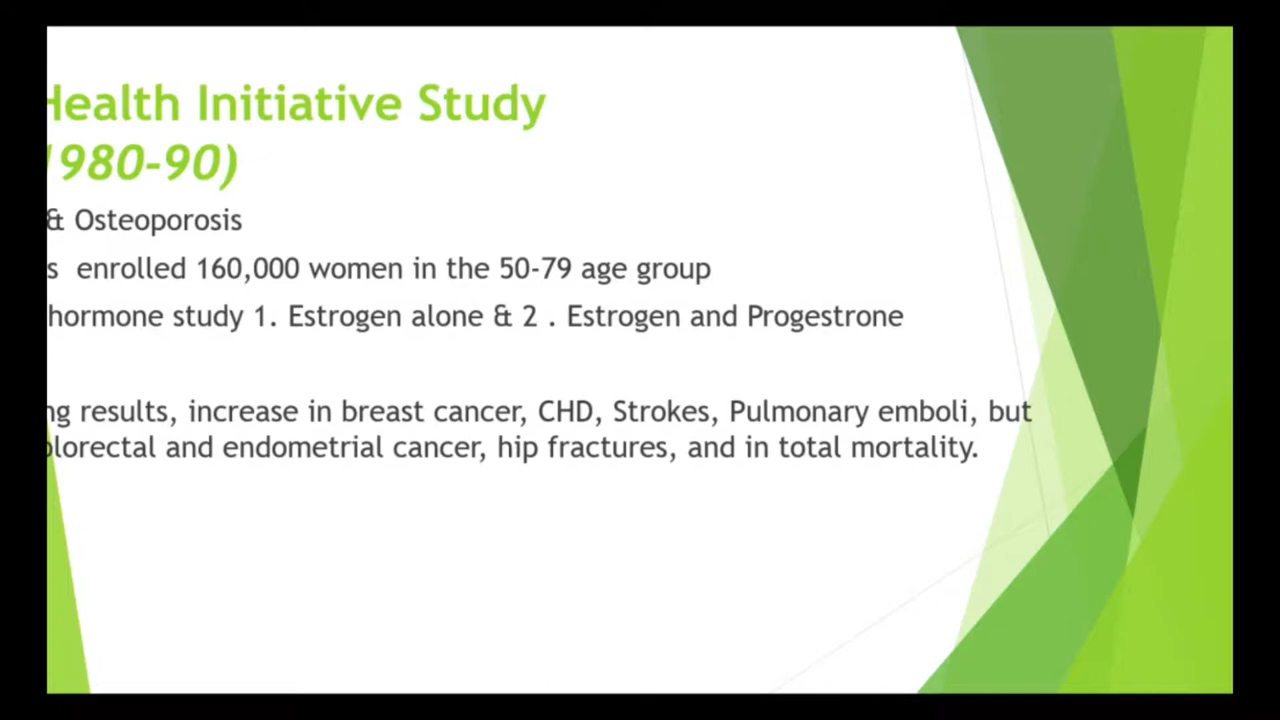 Health Initiative Study
1980-90)
& Osteoporosis
s enrolled 160,000 women in the 50-79 age group
hormone study 1. Estrogen alone & 2 . Estrogen and Progestrone
ng results, increase in breast cancer, CHD, Strokes, Pulmonary emboli, but
olorectal and endometrial cancer, hip fractures, and in total mortality.